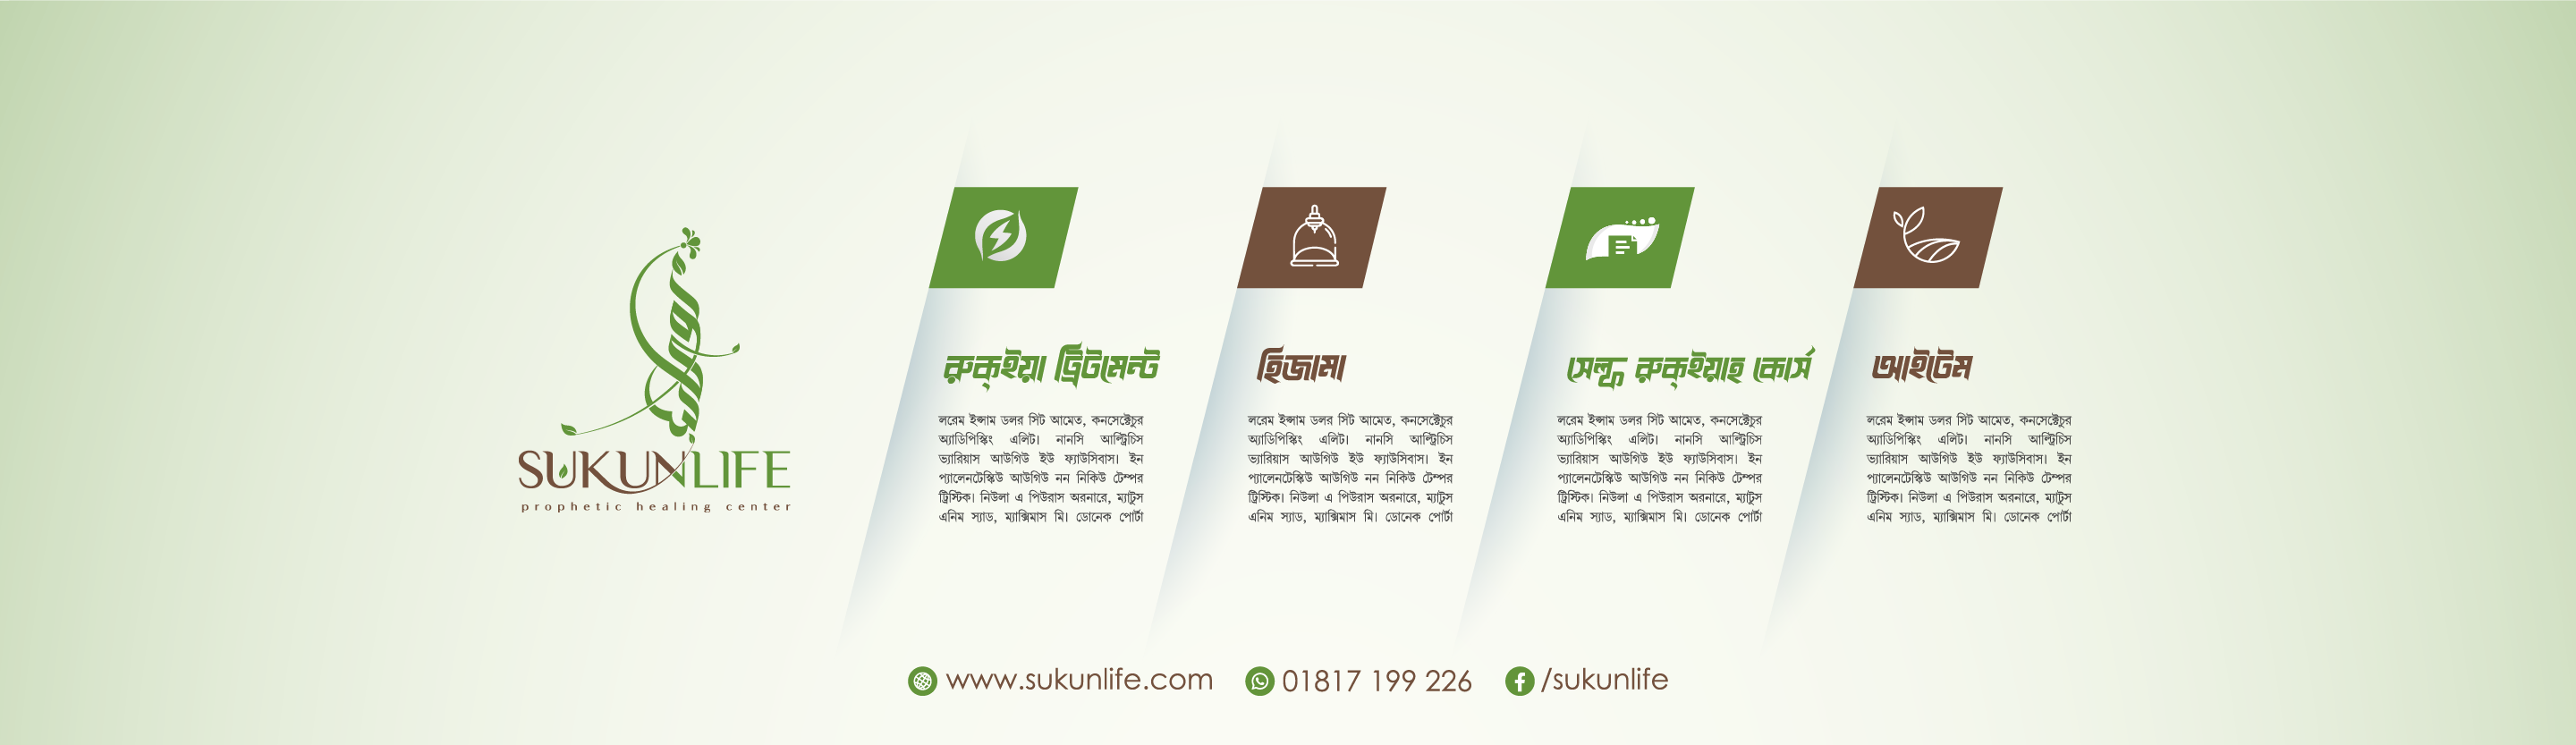 SUKUNLIFE
prophetic healing center
রুক্ইয়া ট্রিটমেন্ট
লরেম ইপ্সাম ডলর সিট আমেত, কনসেক্টেচুর
অ্যাডিপিস্কিং এলিট। নানসি আল্ট্রিচিস
ভ্যারিয়াস আউগিউ ইউ ফ্যাউসিবাস। ইন
প্যালেনটেস্কিউ আউগিউ নন নিকিউ টেম্পর
ট্রিস্টিক। নিউলা এ পিউরাস অরনারে, ম্যাটুস
এনিম স্যাড, ম্যাক্সিমাস মি। ডোনেক পোর্টা
হিজামা
লরেম ইপ্সাম ডলর সিট আমেত, কনসেক্টেচুর
অ্যাডিপিস্কিং এলিট। নানসি আল্ট্রিচিস
ভ্যারিয়াস আউগিউ ইউ ফ্যাউসিবাস। ইন
প্যালেনটেস্কিউ আউগিউ নন নিকিউ টেম্পর
ট্রিস্টিক। নিউলা এ পিউরাস অরনারে, ম্যাটুস
এনিম স্যাড, ম্যাক্সিমাস মি। ডোনেক পোর্টা
সেল্ফ রুক্ইয়াহ কোর্স
লরেম ইপ্সাম ডলর সিট আমেত, কনসেক্টেচুর
অ্যাডিপিস্কিং এলিট। নানসি আল্ট্রিচিস
ভ্যারিয়াস আউগিউ ইউ ফ্যাউসিবাস। ইন
প্যালেনটেস্কিউ আউগিউ নন নিকিউ টেম্পর
ট্রিস্টিক। নিউলা এ পিউরাস অরনারে, ম্যাটুস
এনিম স্যাড, ম্যাক্সিমাস মি। ডোনেক পোর্টা
আইটেম
লরেম ইপ্সাম ডলর সিট আমেত, কনসেক্টেচুর
অ্যাডিপিস্কিং এলিট। নানসি আল্ট্রিচিস
ভ্যারিয়াস আউগিউ ইউ ফ্যাউসিবাস। ইন
প্যালেনটেস্কিউ আউগিউ নন নিকিউ টেম্পর
ট্রিস্টিক। নিউলা এ পিউরাস অরনারে, ম্যাটুস
এনিম স্যাড, ম্যাক্সিমাস মি। ডোনেক পোর্টা
www.sukunlife.com 01817 199 226 /sukunlife